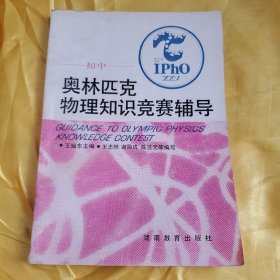 IPhO
初中
奥林匹克
物理知识竞赛辅导
GUIDANCE TO OLYMPIC PHYSICS
KNOWLEDGE CONTEST
湖南教育出版社